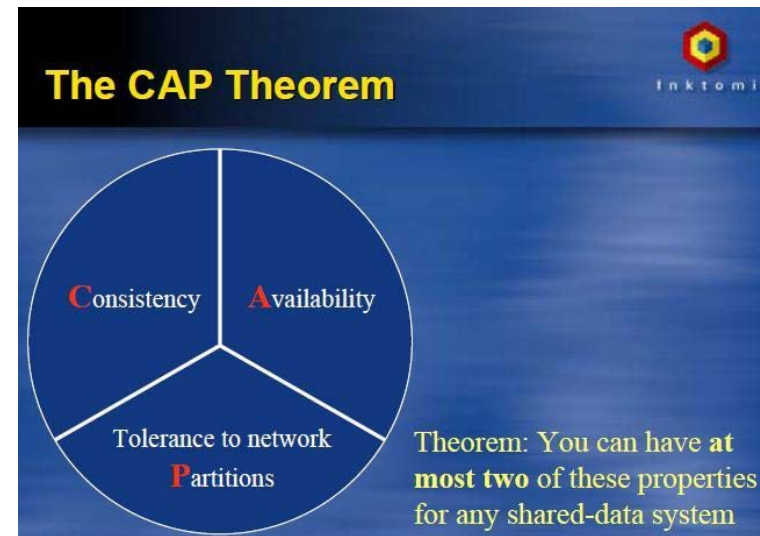 The CAP Theorem
Inktomi
Consistency
Availability
Tolerance to network
Partitions
Theorem: You can have at
most two of these properties
for any shared-data system